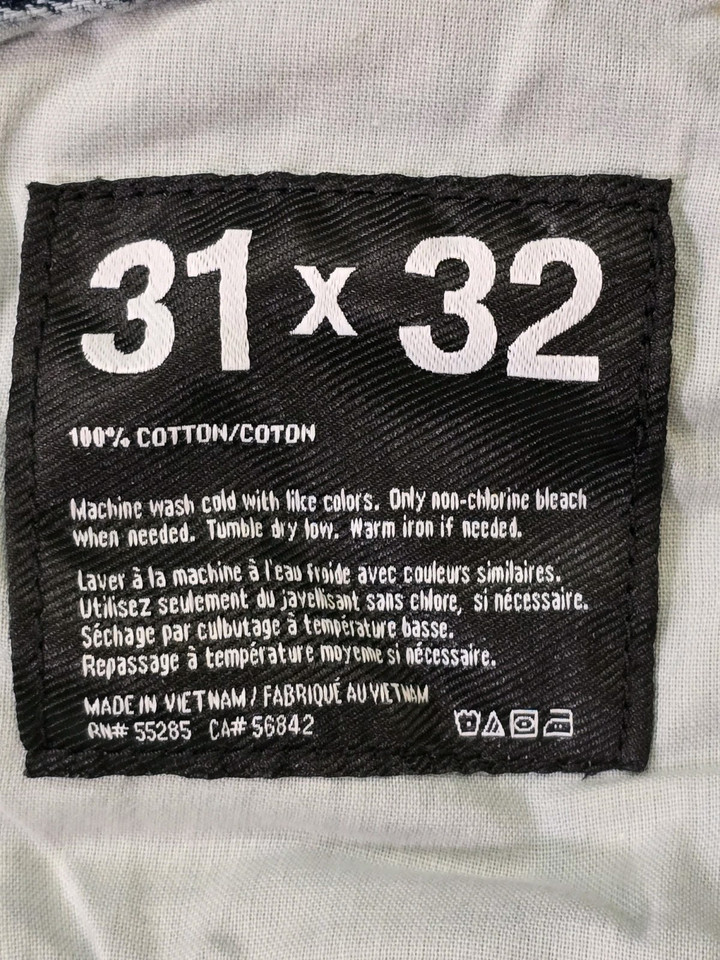 31 x 32
100% COTTON/COTON
Machine wash cold with like colors. Only non-chlorine bleach
when needed. Tumble dry low. Warm iron if needed.
Laver à la machine à l'eau froide avec couleurs similaires.
Utilisez seulement du javellisant sans chlore, si nécessaire.
Séchage par culbutage à température basse.
Repassage à température moyenne si nécessaire.
MADE IN VIETNAM / FABRIQUÉ AU VIETNAM
RN# 55285 CA# 56842